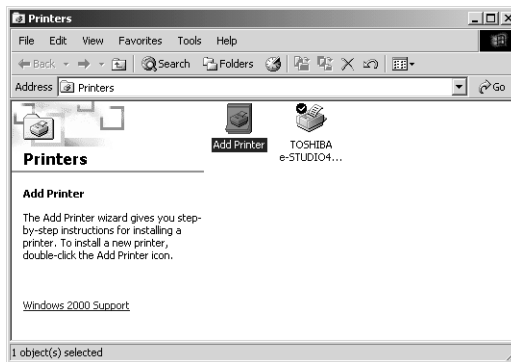 Printers
File Edit View Favorites Tools Help
Back Search Folders
Address Printers Go
Printers
Add Printer
The Add Printer wizard gives you step-
by-step instructions for installing a
printer. To install a new printer,
double-click the Add Printer icon.
Windows 2000 Support
Add Printer
TOSHIBA
e-STUDIO4...
1 object(s) selected